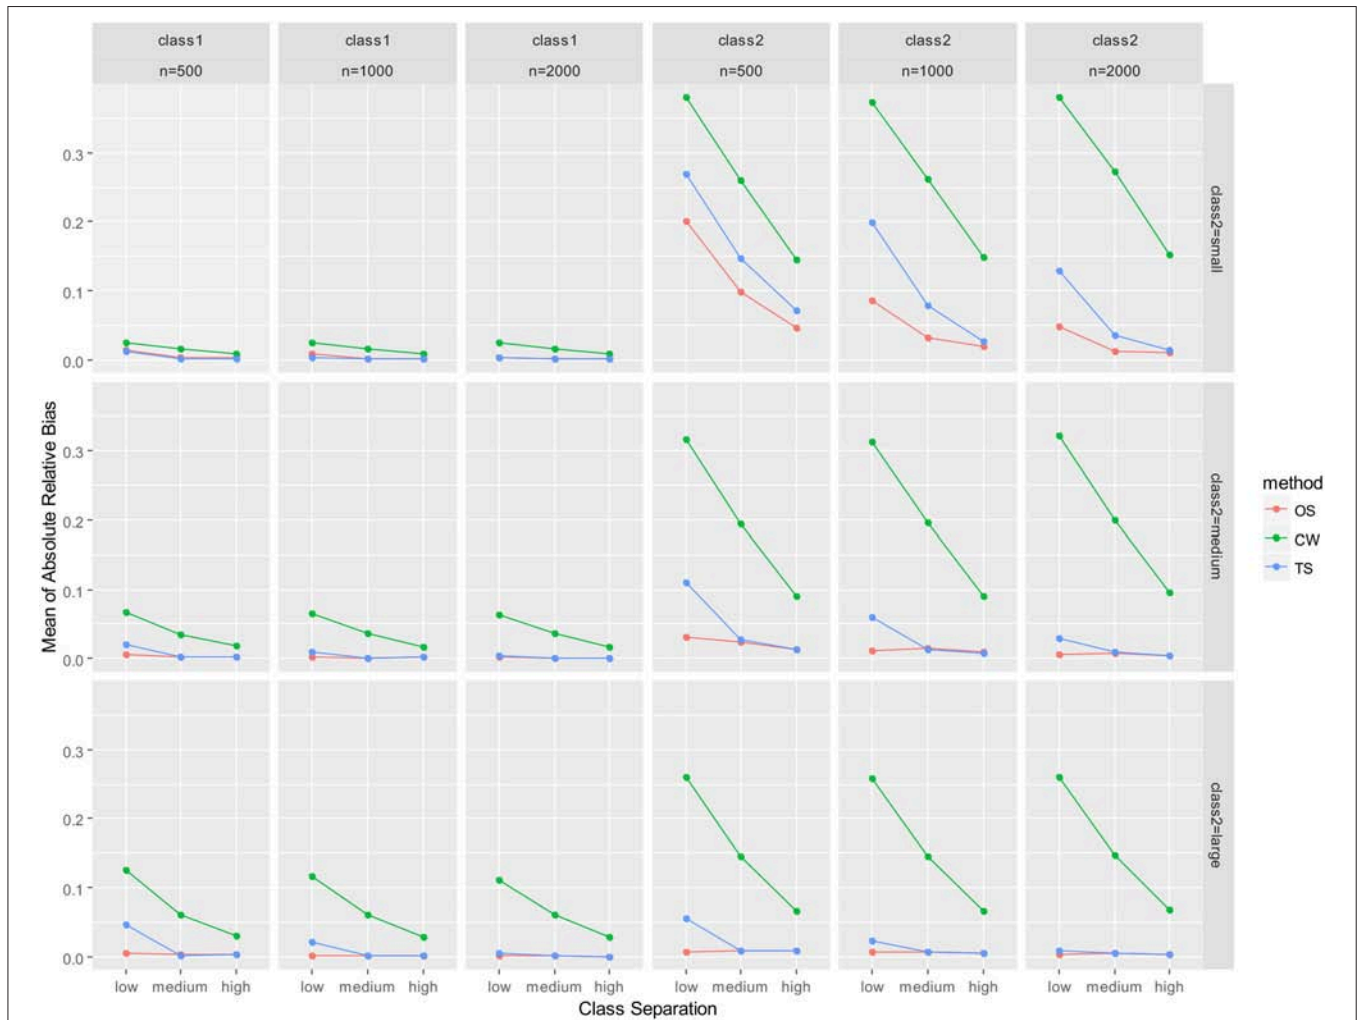 class1 class1 class1 class2 class2 class2
n=500 n=1000 n=2000 n=500 n=1000 n=2000
0.3
0.2
0.1
0.0
class2=small
0.3
0.2
0.1
0.0
class2=medium
0.3
0.2
0.1
0.0
class2=large
Mean of Absolute Relative Bias
low medium high low medium high low medium high low medium high low medium high low medium high
Class Separation
method
OS
CW
TS